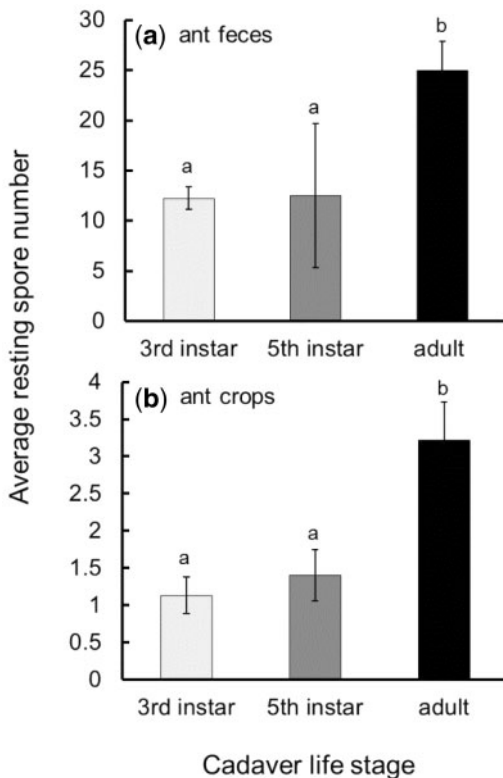 Average resting spore number
(a) ant feces
30
25
20
15
10
5
0
a
a
b
3rd instar
5th instar
adult
(b) ant crops
4
3.5
3
2.5
2
1.5
1
0.5
0
a
a
b
3rd instar
5th instar
adult
Cadaver life stage